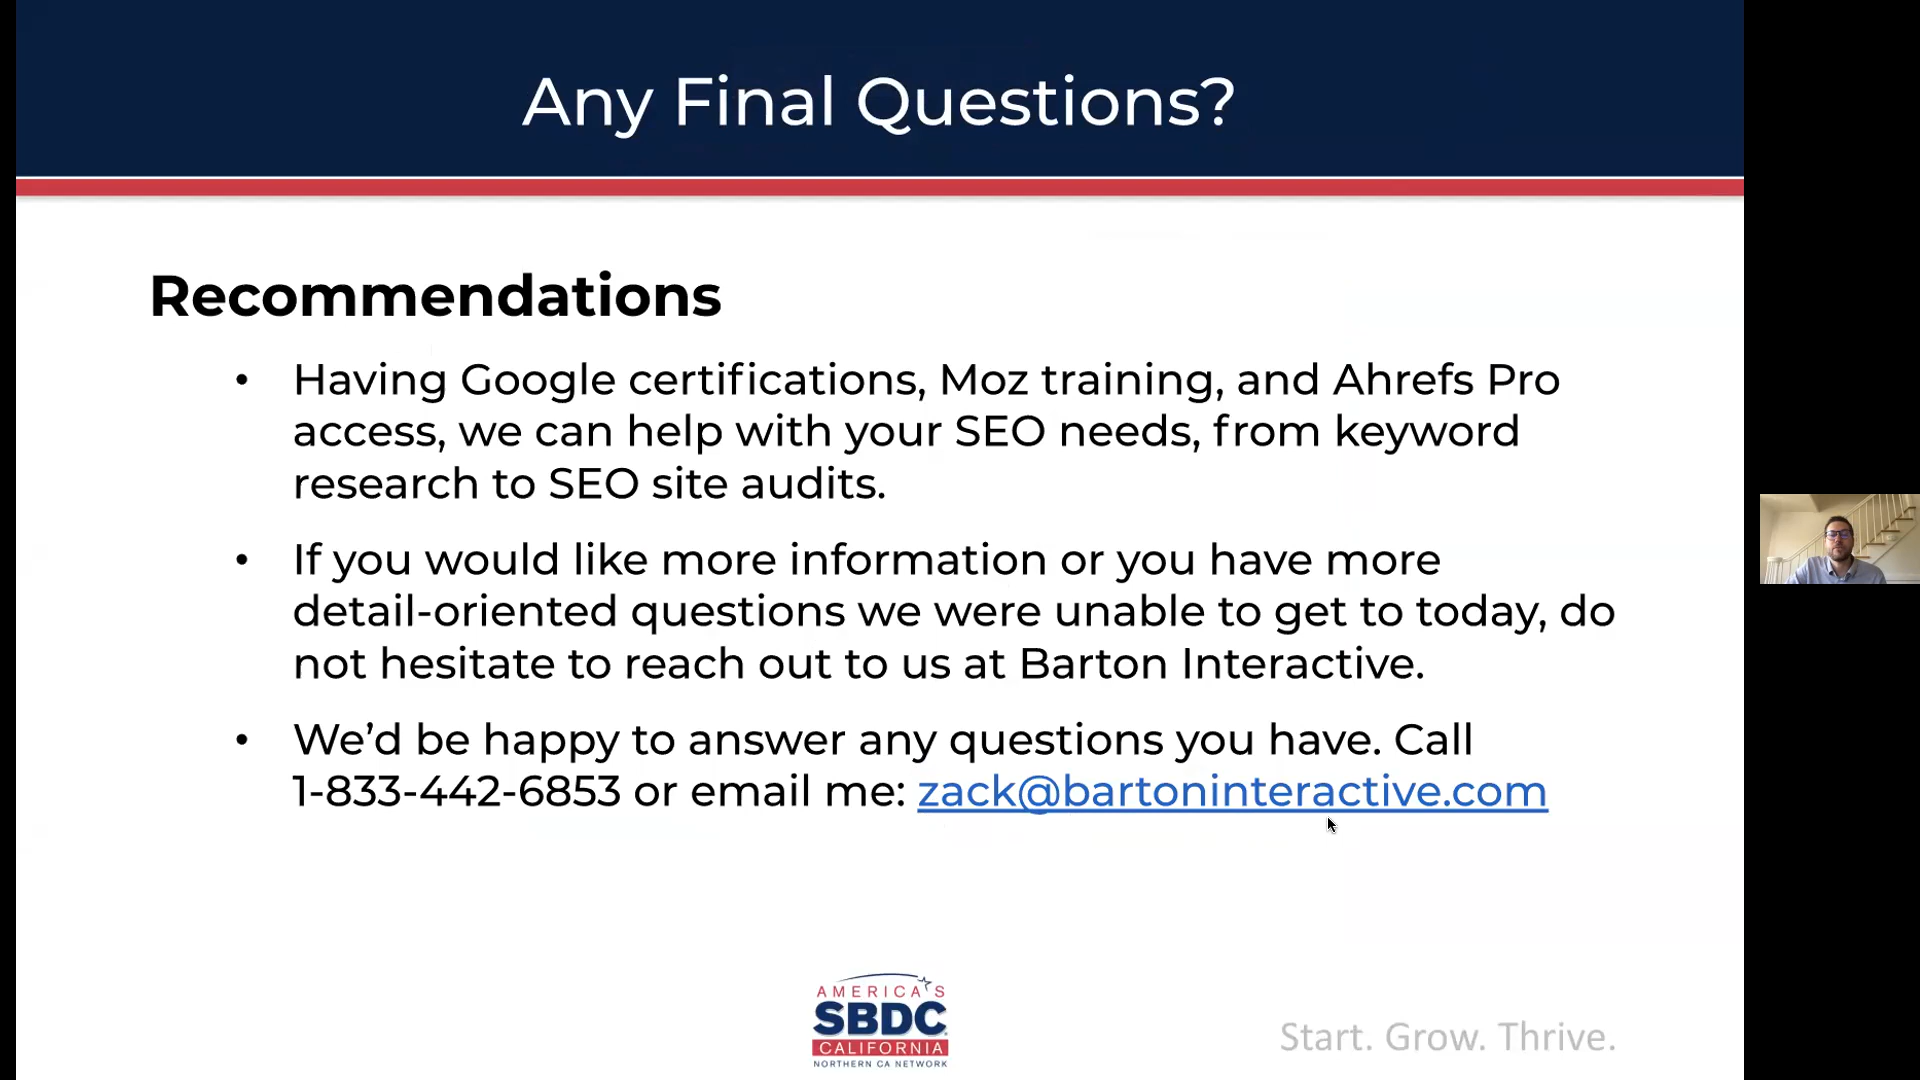 Any Final Questions?
Recommendations
• Having Google certifications, Moz training, and Ahrefs Pro
access, we can help with your SEO needs, from keyword
research to SEO site audits.
• If you would like more information or you have more
detail-oriented questions we were unable to get to today, do
not hesitate to reach out to us at Barton Interactive.
• We’d be happy to answer any questions you have. Call
1-833-442-6853 or email me: zack@bartoninteractive.com
AMERICA'S
SBDC
CALIFORNIA
NORTHERN CA NETWORK
Start. Grow. Thrive.